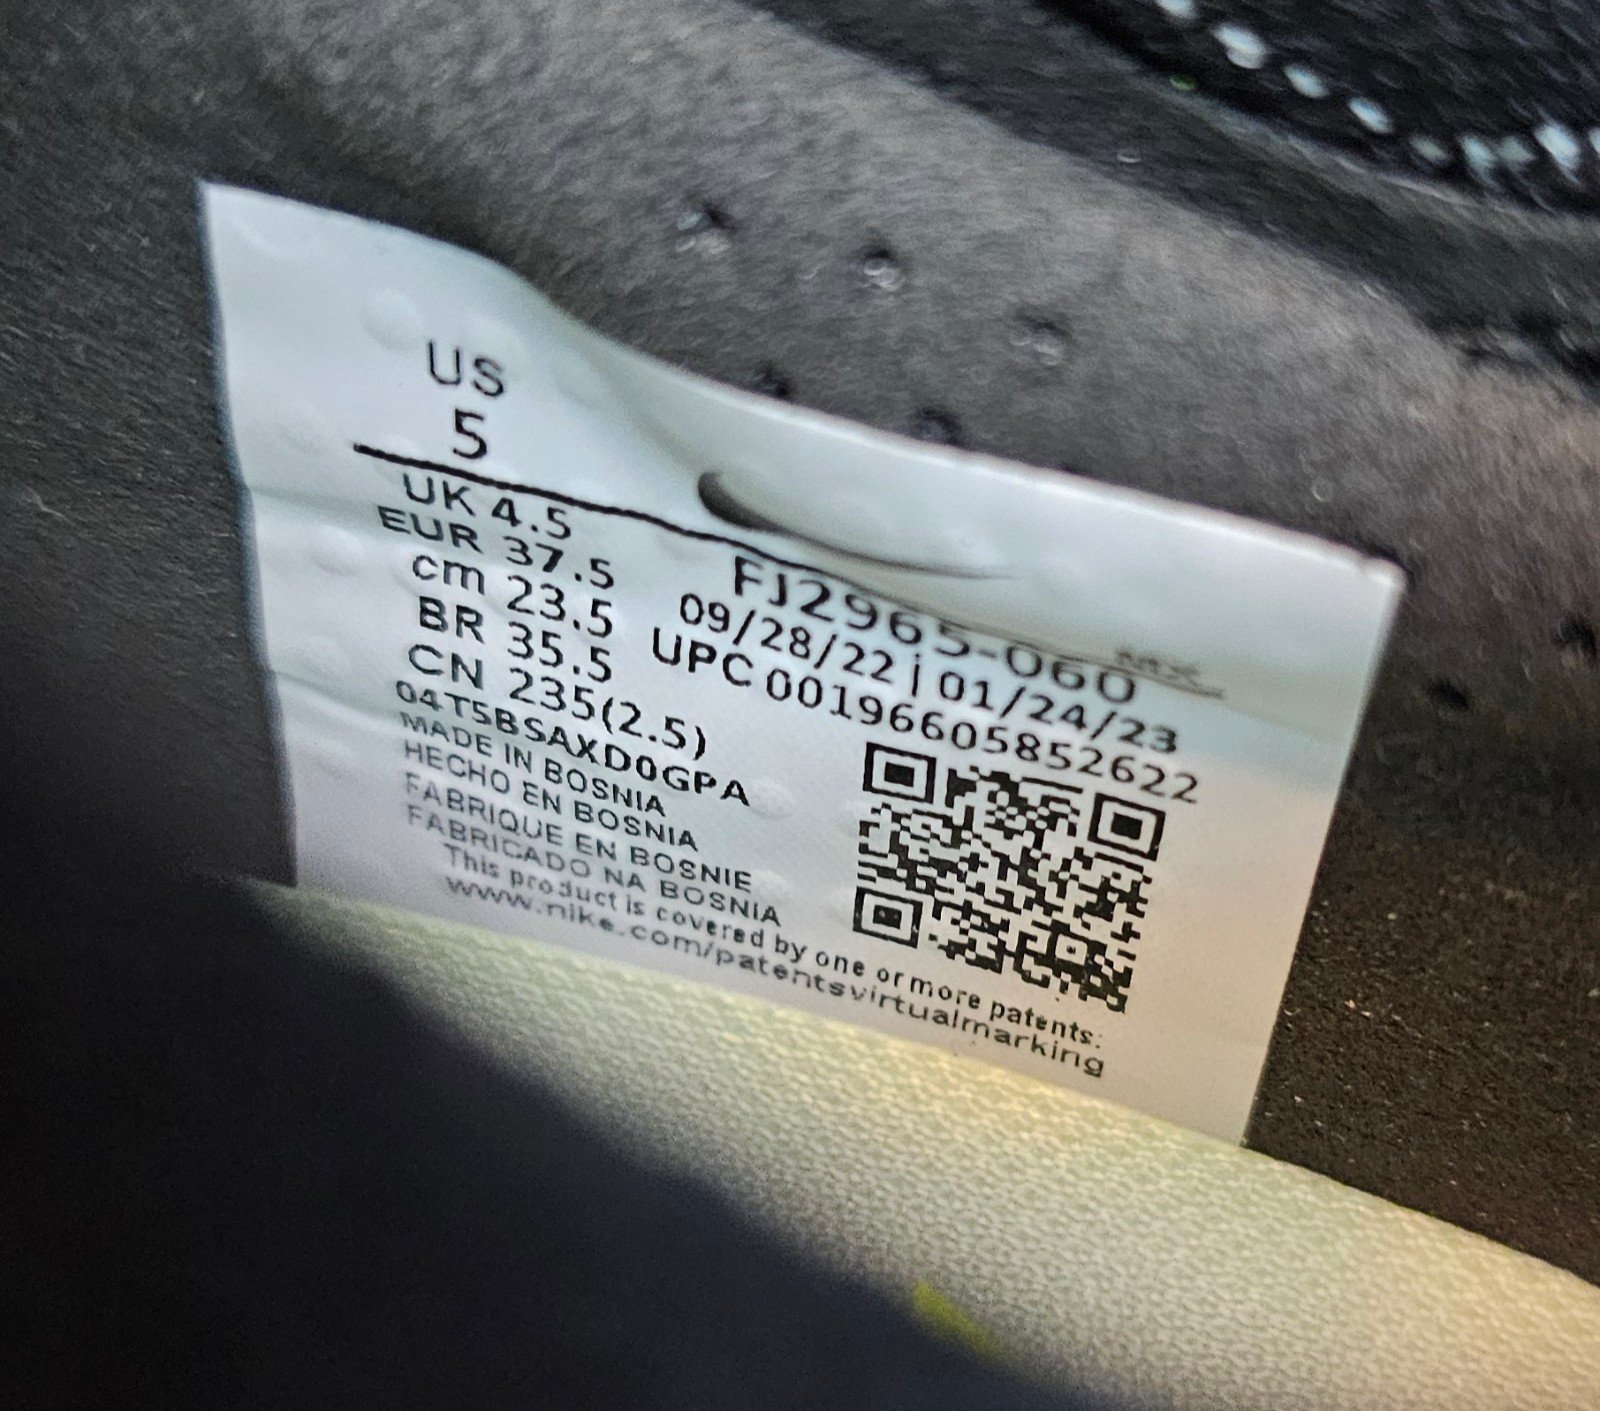 US
5
UK 4.5
EUR 37.5
cm 23.5
BR 35.5
CN 235(2.5)
04T5BSAXD0GPA
MADE IN BOSNIA
HECHO EN BOSNIA
FABRIQUE EN BOSNIE
FABRICADO NA BOSNIA
FJ2965-060
09/28/22 | 01/24/23
UPC 00196605852622
This product is covered by one or more patents:
www.nike.com/patentsvirtualmarking